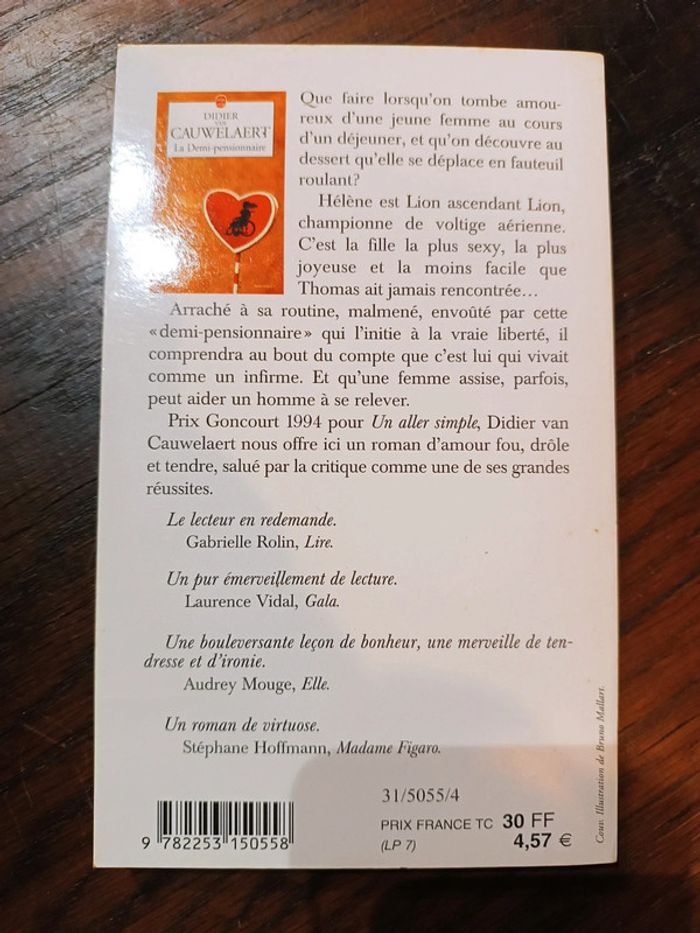 DIDIER
VAN
CAUWELAERT
La Demi-pensionnaire
Que faire lorsqu'on tombe amou-
reux d'une jeune femme au cours
d'un déjeuner, et qu'on découvre au
dessert qu'elle se déplace en fauteuil
roulant?
Hélène est Lion ascendant Lion,
championne de voltige aérienne.
C'est la fille la plus sexy, la plus
joyeuse et la moins facile que
Thomas ait jamais rencontrée…
Arraché à sa routine, malmené, envoûté par cette
«demi-pensionnaire» qui l'initie à la vraie liberté, il
comprendra au bout du compte que c'est lui qui vivait
comme un infirme. Et qu'une femme assise, parfois,
peut aider un homme à se relever.
Prix Goncourt 1994 pour Un aller simple, Didier van
Cauwelaert nous offre ici un roman d'amour fou, drôle
et tendre, salué par la critique comme une de ses grandes
réussites.
Le lecteur en redemande.
Gabrielle Rolin, Lire.
Un pur émerveillement de lecture.
Laurence Vidal, Gala.
Une bouleversante leçon de bonheur, une merveille de ten-
dresse et d'ironie.
Audrey Mouge, Elle.
Un roman de virtuose.
Stéphane Hoffmann, Madame Figaro.
31/5055/4
PRIX FRANCE TC 30 FF
(LP 7) 4,57 €
9 782253 150558
Couv. Illustration de Bruno Mallart.